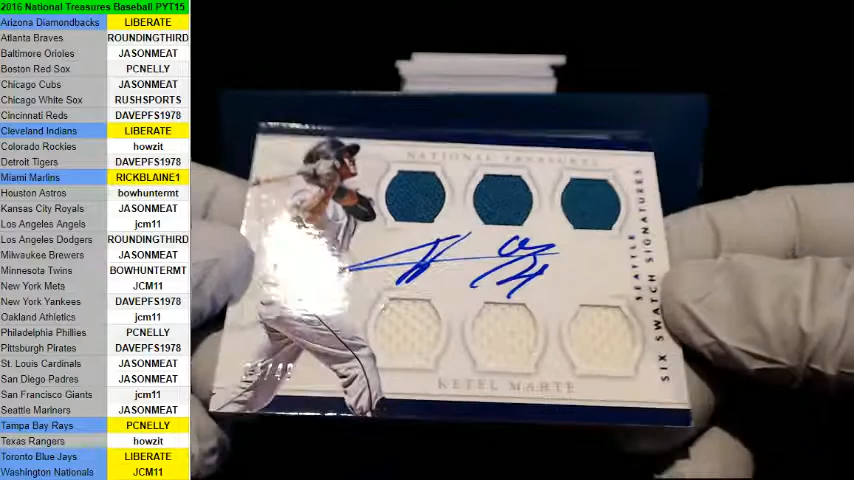 2016 National Treasures Baseball PYT15
Arizona Diamondbacks LIBERATE
Atlanta Braves ROUNDINGTHIRD
Baltimore Orioles JASONMEAT
Boston Red Sox PCNELLY
Chicago Cubs JASONMEAT
Chicago White Sox RUSHSPORTS
Cincinnati Reds DAVEPFS1978
Cleveland Indians LIBERATE
Colorado Rockies howzit
Detroit Tigers DAVEPFS1978
Miami Marlins RICKBLAINE1
Houston Astros bowhuntermt
Kansas City Royals JASONMEAT
Los Angeles Angels jcm11
Los Angeles Dodgers ROUNDINGTHIRD
Milwaukee Brewers JASONMEAT
Minnesota Twins BOWHUNTERMT
New York Mets JCM11
New York Yankees DAVEPFS1978
Oakland Athletics jcm11
Philadelphia Phillies PCNELLY
Pittsburgh Pirates DAVEPFS1978
St. Louis Cardinals JASONMEAT
San Diego Padres JASONMEAT
San Francisco Giants jcm11
Seattle Mariners JASONMEAT
Tampa Bay Rays PCNELLY
Texas Rangers howzit
Toronto Blue Jays LIBERATE
Washington Nationals JCM11
NATIONAL TREASURES
SEATTLE
SIX SWATCH SIGNATURES
KETEL MARTE